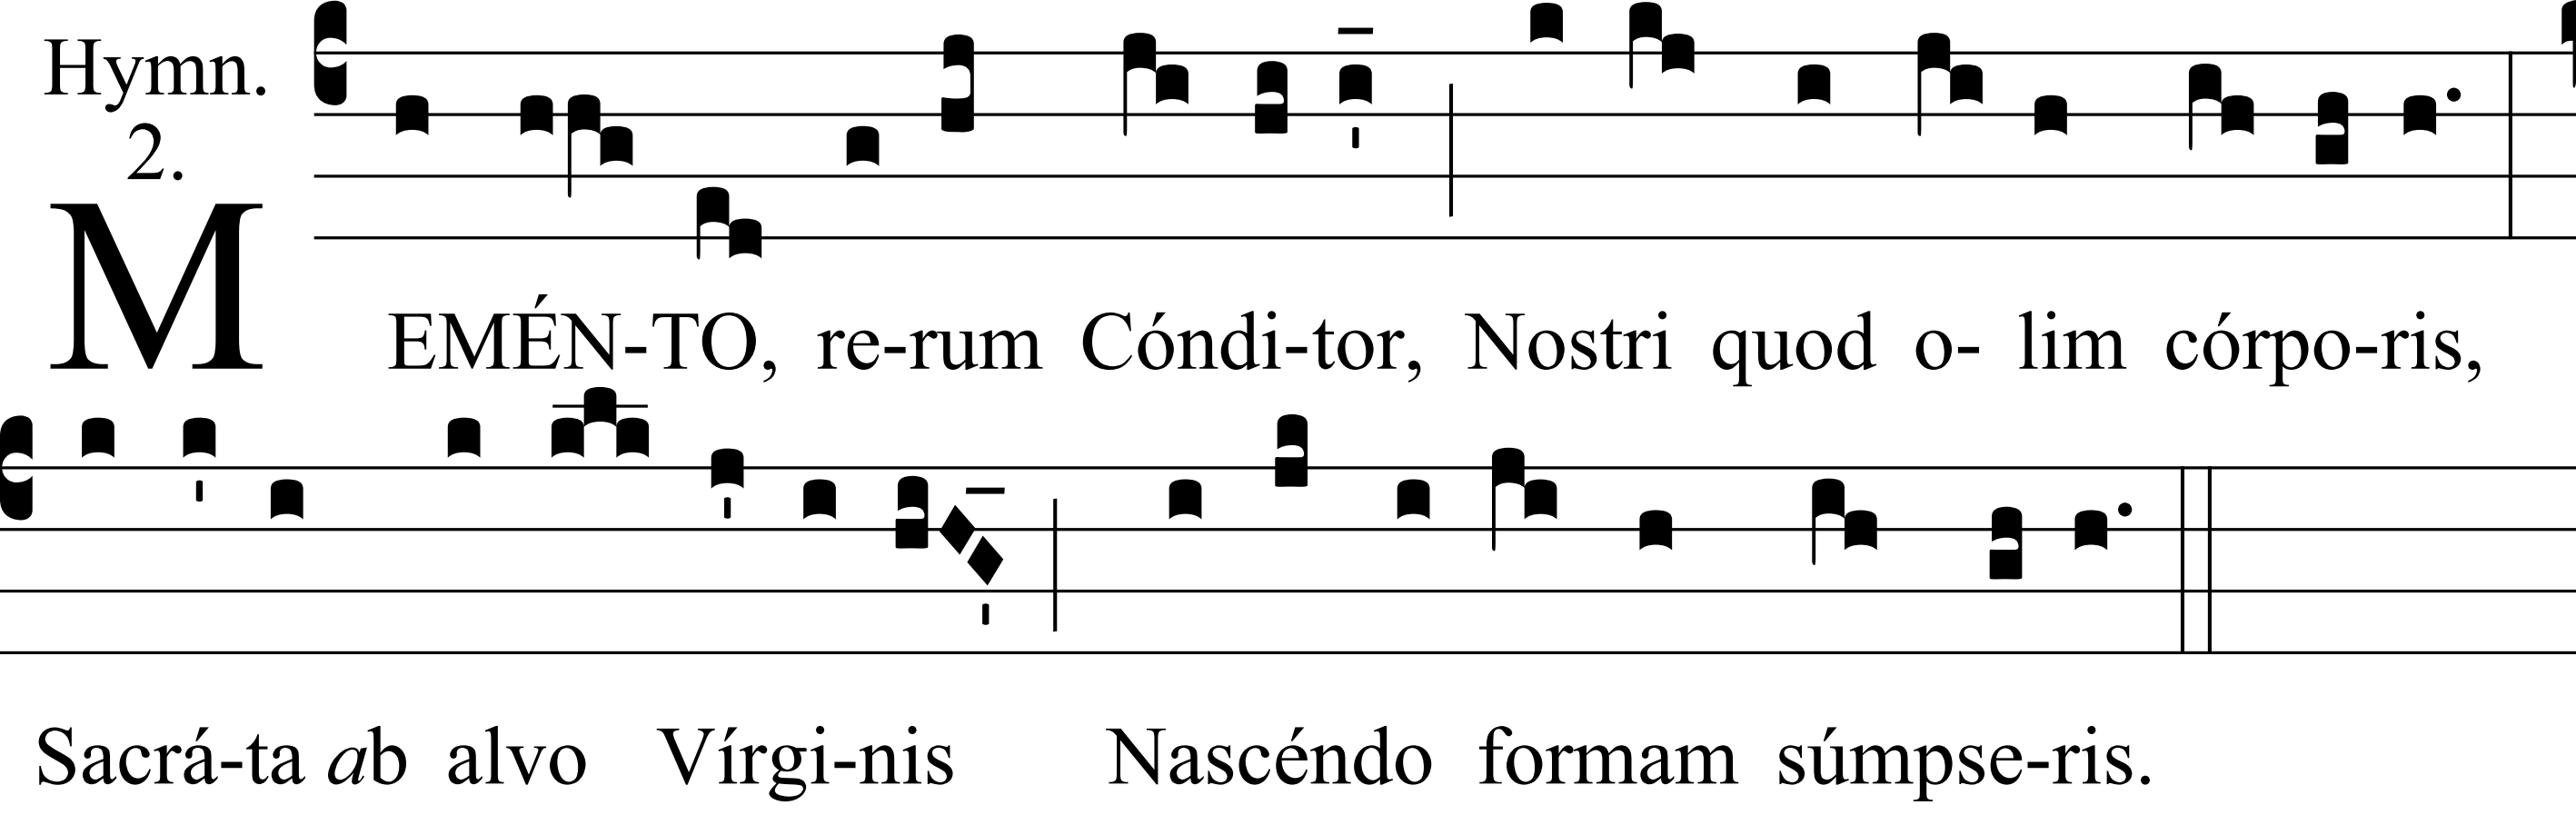 Hymn.
2.
MEMÉN-TO, re-rum Cóndi-tor, Nostri quod o- lim córpo-ris,
Sacrá-ta ab alvo Vírgi-nis Nascéndo formam súmpse-ris.